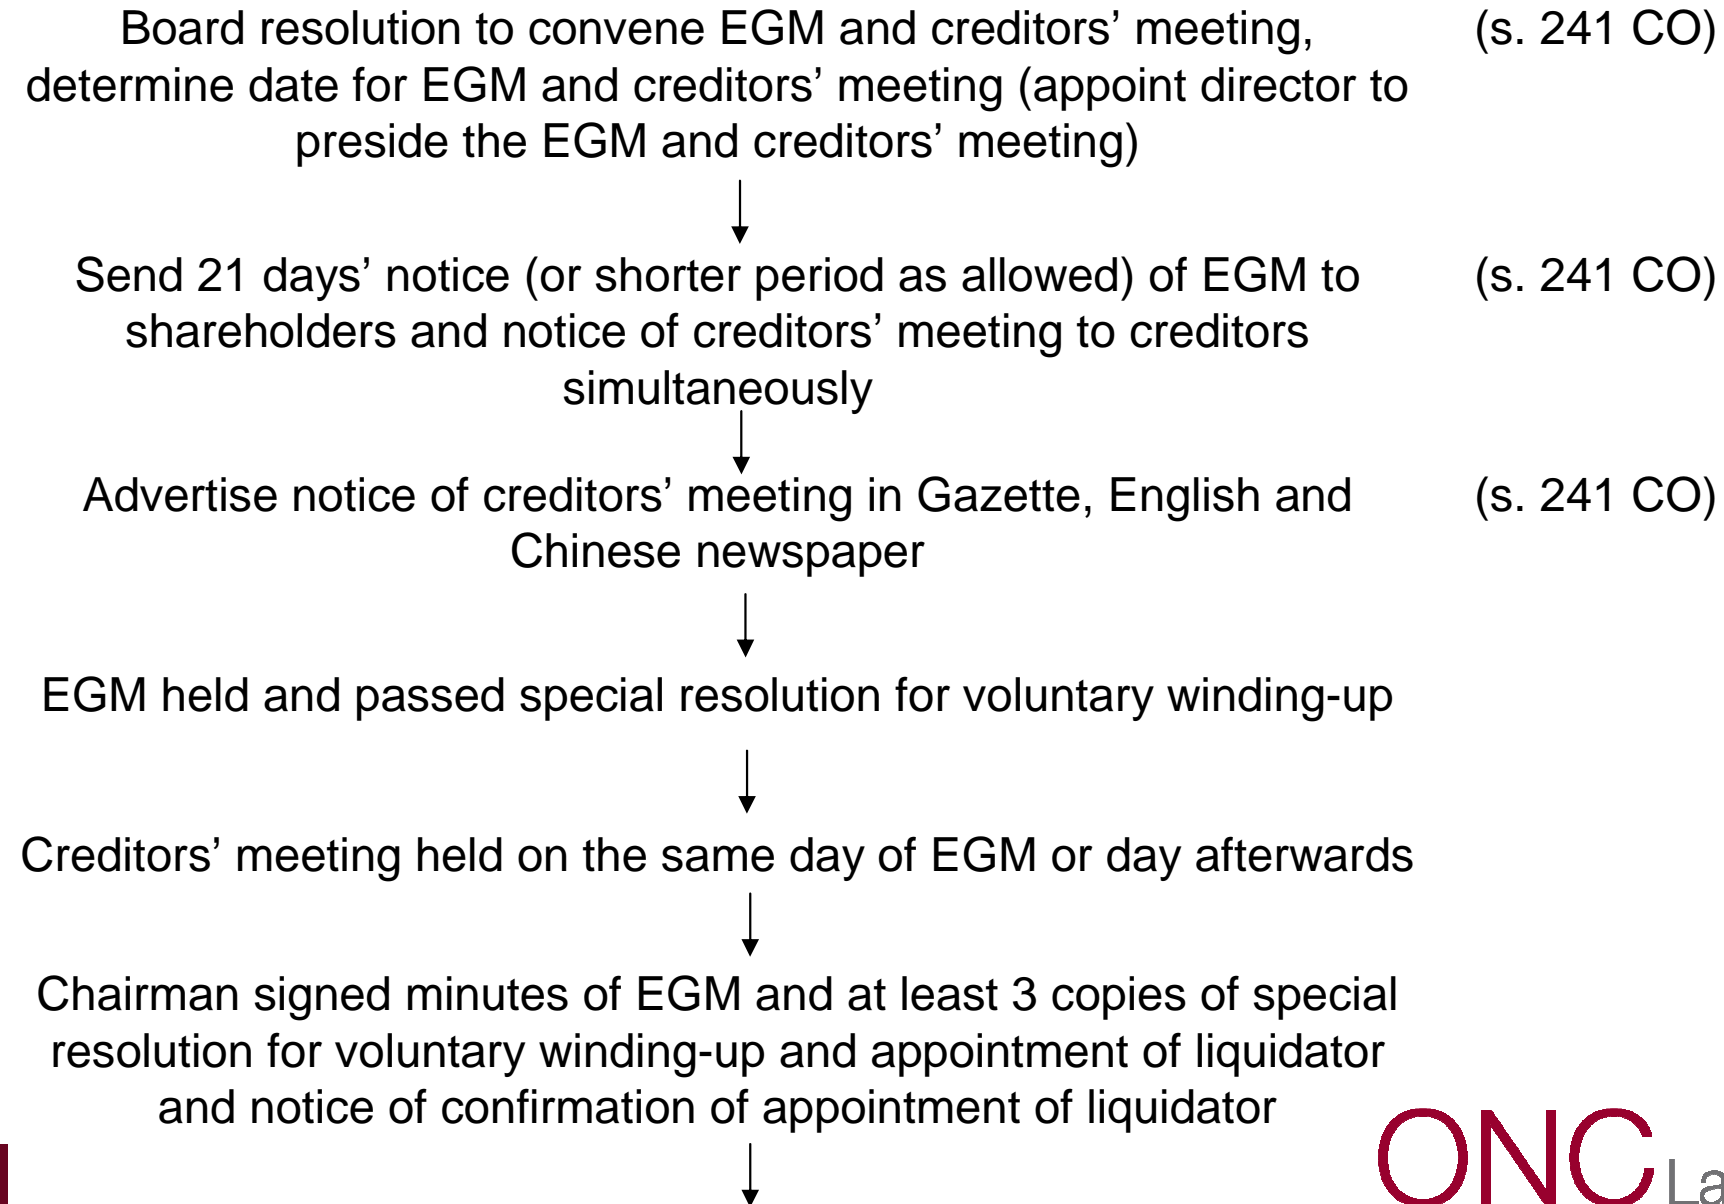 Board resolution to convene EGM and creditors’ meeting, (s. 241 CO)
determine date for EGM and creditors’ meeting (appoint director to
preside the EGM and creditors’ meeting)
Send 21 days’ notice (or shorter period as allowed) of EGM to (s. 241 CO)
shareholders and notice of creditors’ meeting to creditors
simultaneously
Advertise notice of creditors’ meeting in Gazette, English and (s. 241 CO)
Chinese newspaper
EGM held and passed special resolution for voluntary winding-up
Creditors’ meeting held on the same day of EGM or day afterwards
Chairman signed minutes of EGM and at least 3 copies of special
resolution for voluntary winding-up and appointment of liquidator
and notice of confirmation of appointment of liquidator
ONC La